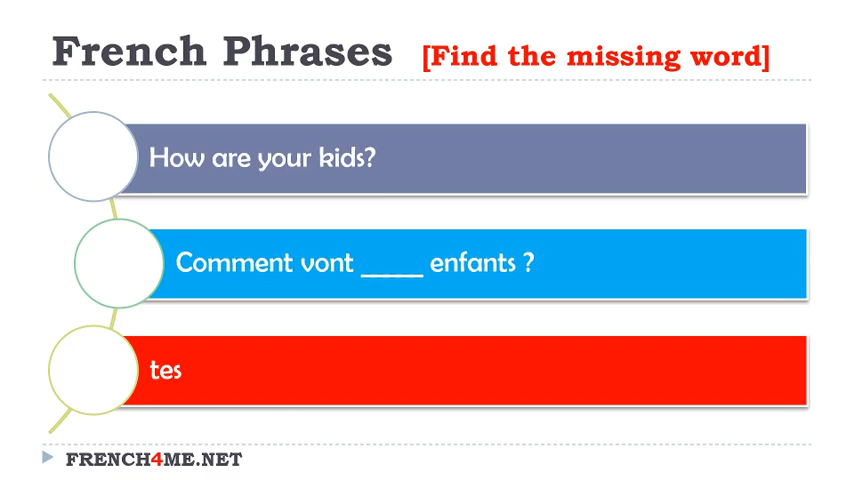 French Phrases [Find the missing word]
How are your kids?
Comment vont _____ enfants ?
tes
FRENCH4ME.NET